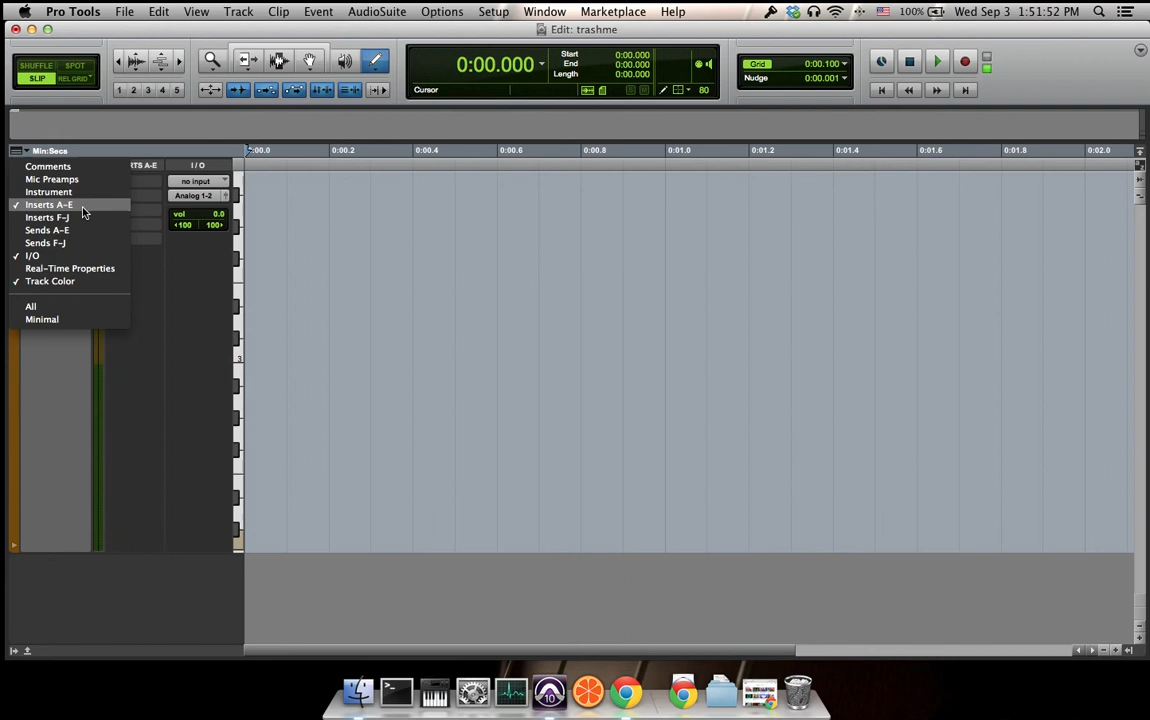 Pro Tools File Edit View Track Clip Event AudioSuite Options Setup Window Marketplace Help 100% Wed Sep 3 1:51:52 PM
Edit: trashme
SHUFFLE SPOT
SLIP REL GRID
1 2 3 4 5
0:00.000
Start 0:00.000
End 0:00.000
Length 0:00.000
Cursor
S M
80
Grid 0:00.100
Nudge 0:00.001
Min:Secs
:00.0 0:00.2 0:00.4 0:00.6 0:00.8 0:01.0 0:01.2 0:01.4 0:01.6 0:01.8 0:02.0
RTS A-E
I / O
no input
Analog 1-2
vol 0.0
100 100
Comments
Mic Preamps
Instrument
✓ Inserts A-E
Inserts F-J
Sends A-E
Sends F-J
✓ I/O
Real-Time Properties
✓ Track Color
All
Minimal
3
10